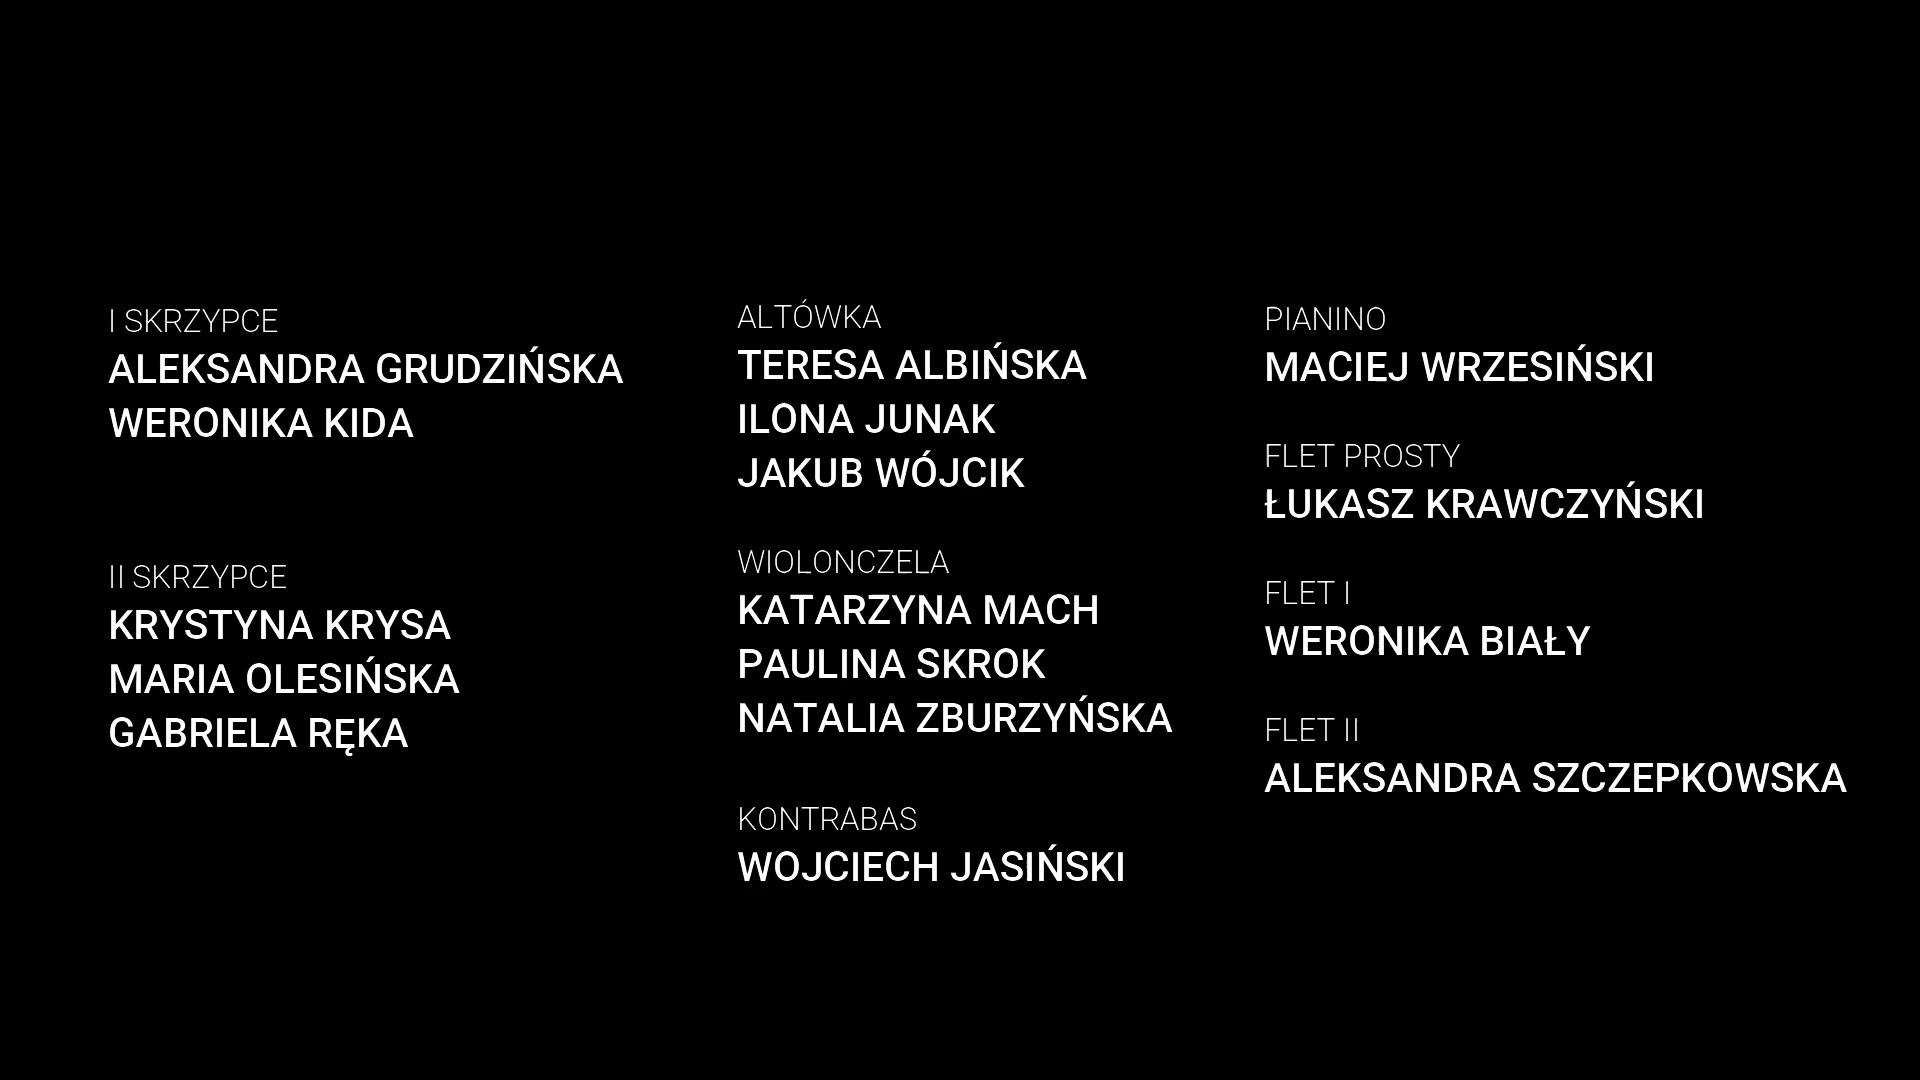 I SKRZYPCE
ALEKSANDRA GRUDZIŃSKA
WERONIKA KIDA
II SKRZYPCE
KRYSTYNA KRYSA
MARIA OLESIŃSKA
GABRIELA RĘKA
ALTÓWKA
TERESA ALBIŃSKA
ILONA JUNAK
JAKUB WÓJCIK
WIOLONCZELA
KATARZYNA MACH
PAULINA SKROK
NATALIA ZBURZYŃSKA
KONTRABAS
WOJCIECH JASIŃSKI
PIANINO
MACIEJ WRZESIŃSKI
FLET PROSTY
ŁUKASZ KRAWCZYŃSKI
FLET I
WERONIKA BIAŁY
FLET II
ALEKSANDRA SZCZEPKOWSKA